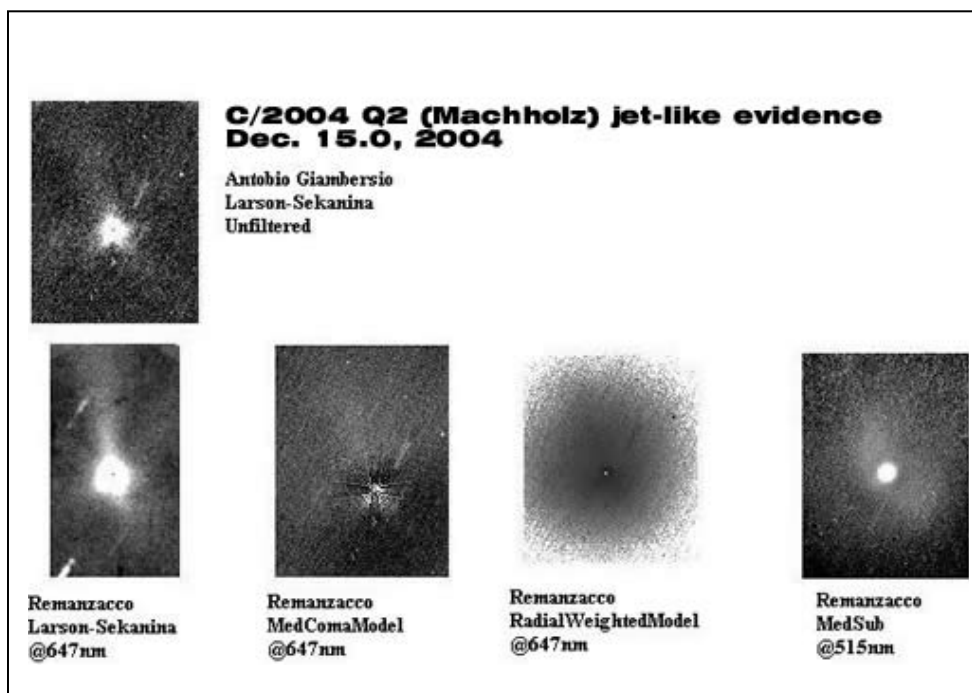 C/2004 Q2 (Machholz) jet-like evidence
Dec. 15.0, 2004
Antobio Giambersio
Larson-Sekanina
Unfiltered
Remanzacco
Larson-Sekanina
@647nm
Remanzacco
MedComaModel
@647nm
Remanzacco
RadialWeightedModel
@647nm
Remanzacco
MedSub
@515nm